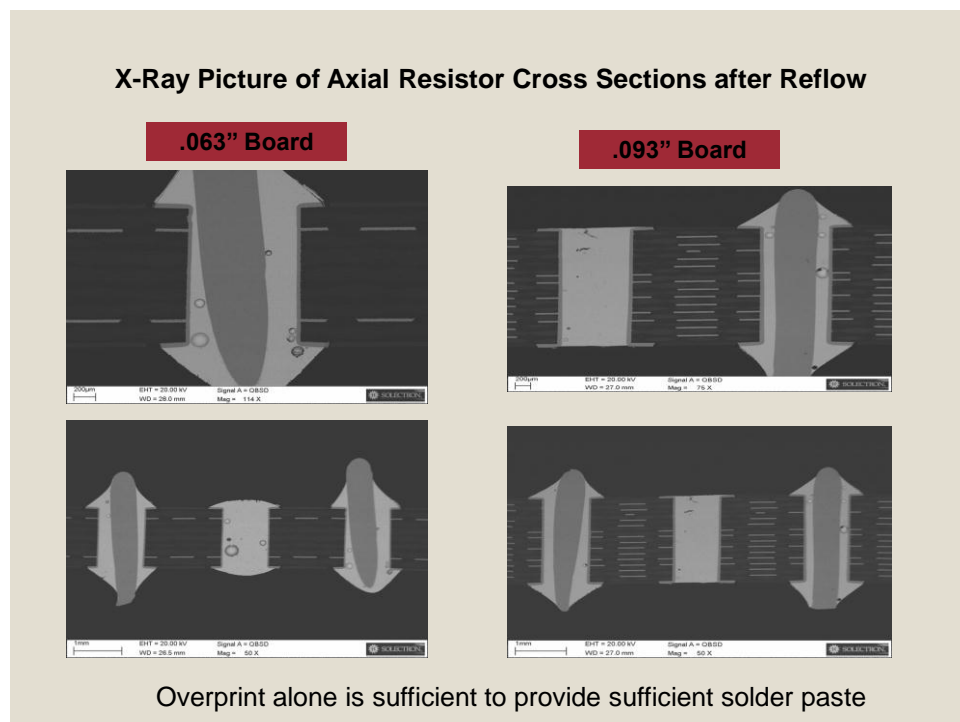 X-Ray Picture of Axial Resistor Cross Sections after Reflow
.063” Board
.093” Board
200µm
EHT = 20.00 kV
Signal A = QBSD
WD = 28.0 mm
Mag = 114 X
SOLECTRON
200µm
EHT = 20.00 kV
Signal A = QBSD
WD = 27.0 mm
Mag = 75 X
SOLECTRON
1mm
EHT = 20.00 kV
Signal A = QBSD
WD = 26.5 mm
Mag = 50 X
SOLECTRON
1mm
EHT = 20.00 kV
Signal A = QBSD
WD = 27.0 mm
Mag = 50 X
SOLECTRON
Overprint alone is sufficient to provide sufficient solder paste